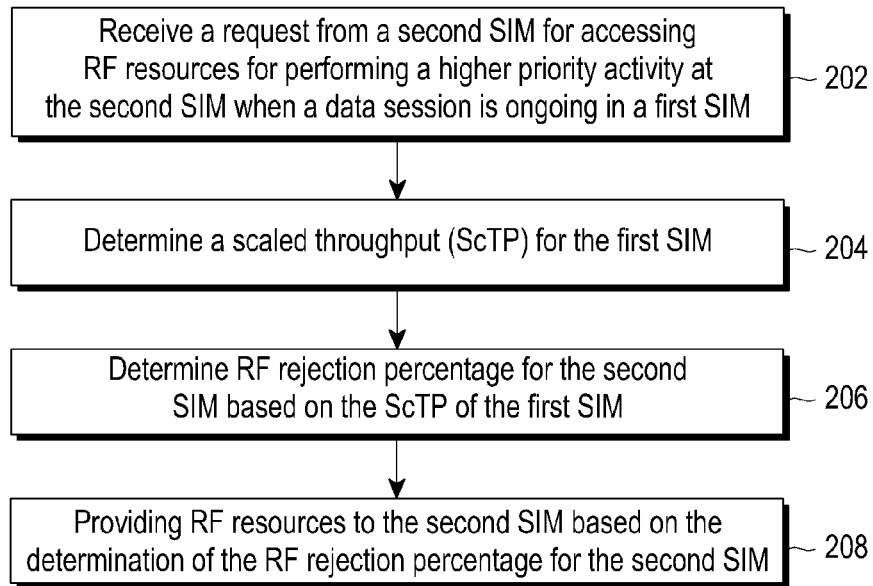 Receive a request from a second SIM for accessing
RF resources for performing a higher priority activity at
the second SIM when a data session is ongoing in a first SIM
202
Determine a scaled throughput (ScTP) for the first SIM
204
Determine RF rejection percentage for the second
SIM based on the ScTP of the first SIM
206
Providing RF resources to the second SIM based on the
determination of the RF rejection percentage for the second SIM
208